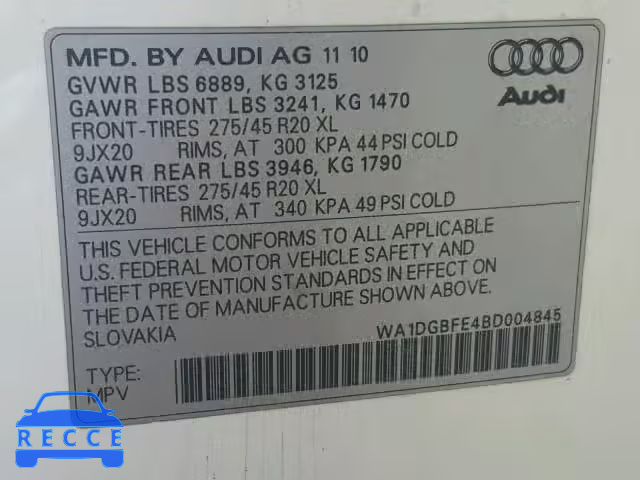 MFD. BY AUDI AG 11 10
GVWR LBS 6889, KG 3125
GAWR FRONT LBS 3241, KG 1470
FRONT-TIRES 275/45 R20 XL
9JX20 RIMS, AT 300 KPA 44 PSI COLD
GAWR REAR LBS 3946, KG 1790
REAR-TIRES 275/45 R20 XL
9JX20 RIMS, AT 340 KPA 49 PSI COLD
Audi
THIS VEHICLE CONFORMS TO ALL APPLICABLE
U.S. FEDERAL MOTOR VEHICLE SAFETY AND
THEFT PREVENTION STANDARDS IN EFFECT ON
THE DATE OF MANUFACTURE SHOWN ABOVE.
SLOVAKIA WA1DGBFE4BD004845
TYPE:
MPV
RECCE